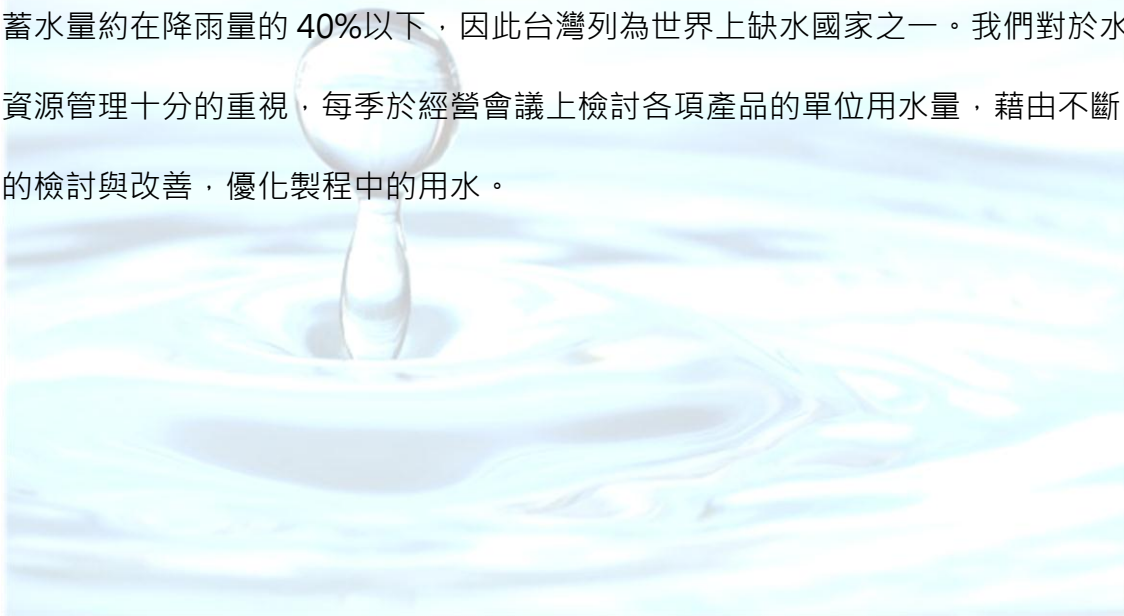 蓄水量約在降雨量的 40%以下，因此台灣列為世界上缺水國家之一。我們對於水
資源管理十分的重視，每季於經營會議上檢討各項產品的單位用水量，藉由不斷
的檢討與改善，優化製程中的用水。